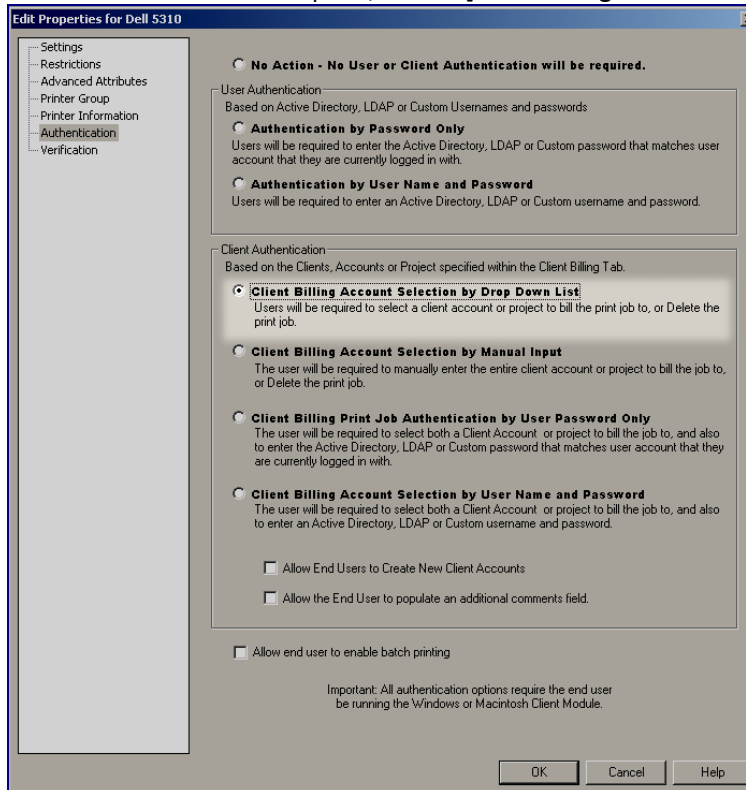 Edit Properties for Dell 5310
Settings
Restrictions
Advanced Attributes
Printer Group
Printer Information
Authentication
Verification
No Action - No User or Client Authentication will be required.
User Authentication
Based on Active Directory, LDAP or Custom Usernames and passwords
Authentication by Password Only
Users will be required to enter the Active Directory, LDAP or Custom password that matches user
account that they are currently logged in with.
Authentication by User Name and Password
Users will be required to enter an Active Directory, LDAP or Custom username and password.
Client Authentication
Based on the Clients, Accounts or Project specified within the Client Billing Tab.
Client Billing Account Selection by Drop Down List
Users will be required to select a client account or project to bill the print job to, or Delete the
print job.
Client Billing Account Selection by Manual Input
The user will be required to manually enter the entire client account or project to bill the job to,
or Delete the print job.
Client Billing Print Job Authentication by User Password Only
The user will be required to select both a Client Account or project to bill the job to, and also
to enter the Active Directory, LDAP or Custom password that matches user account that they
are currently logged in with.
Client Billing Account Selection by User Name and Password
The user will be required to select both a Client Account or project to bill the job to, and also
to enter an Active Directory, LDAP or Custom username and password.
Allow End Users to Create New Client Accounts
Allow the End User to populate an additional comments field.
Allow end user to enable batch printing
Important: All authentication options require the end user
be running the Windows or Macintosh Client Module.
OK Cancel Help